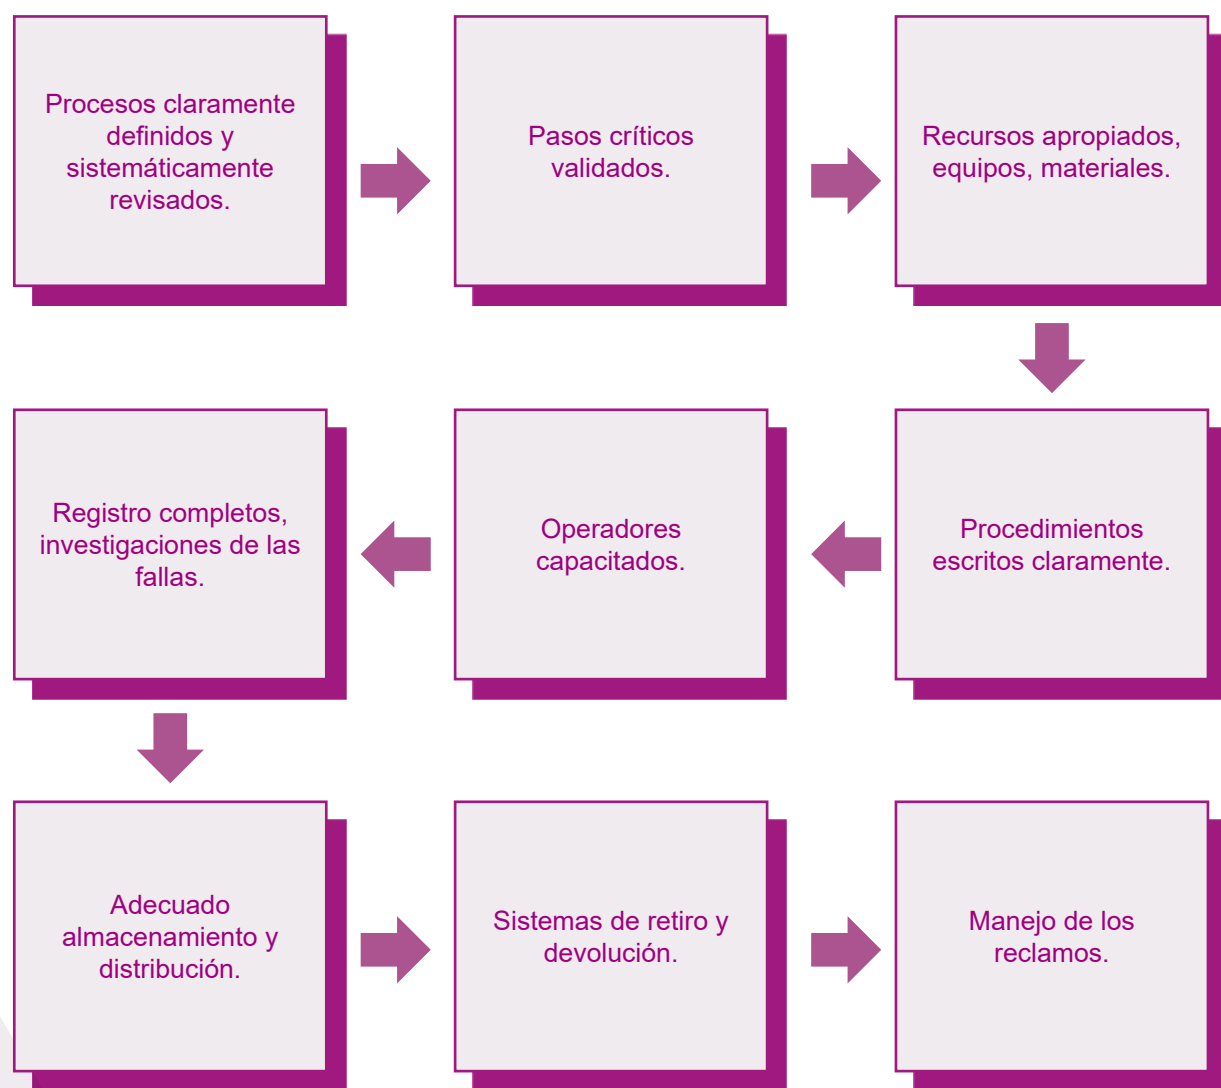 Procesos claramente
definidos y
sistemáticamente
revisados.
Pasos críticos
validados.
Recursos apropiados,
equipos, materiales.
Procedimientos
escritos claramente.
Operadores
capacitados.
Registro completos,
investigaciones de las
fallas.
Adecuado
almacenamiento y
distribución.
Sistemas de retiro y
devolución.
Manejo de los
reclamos.